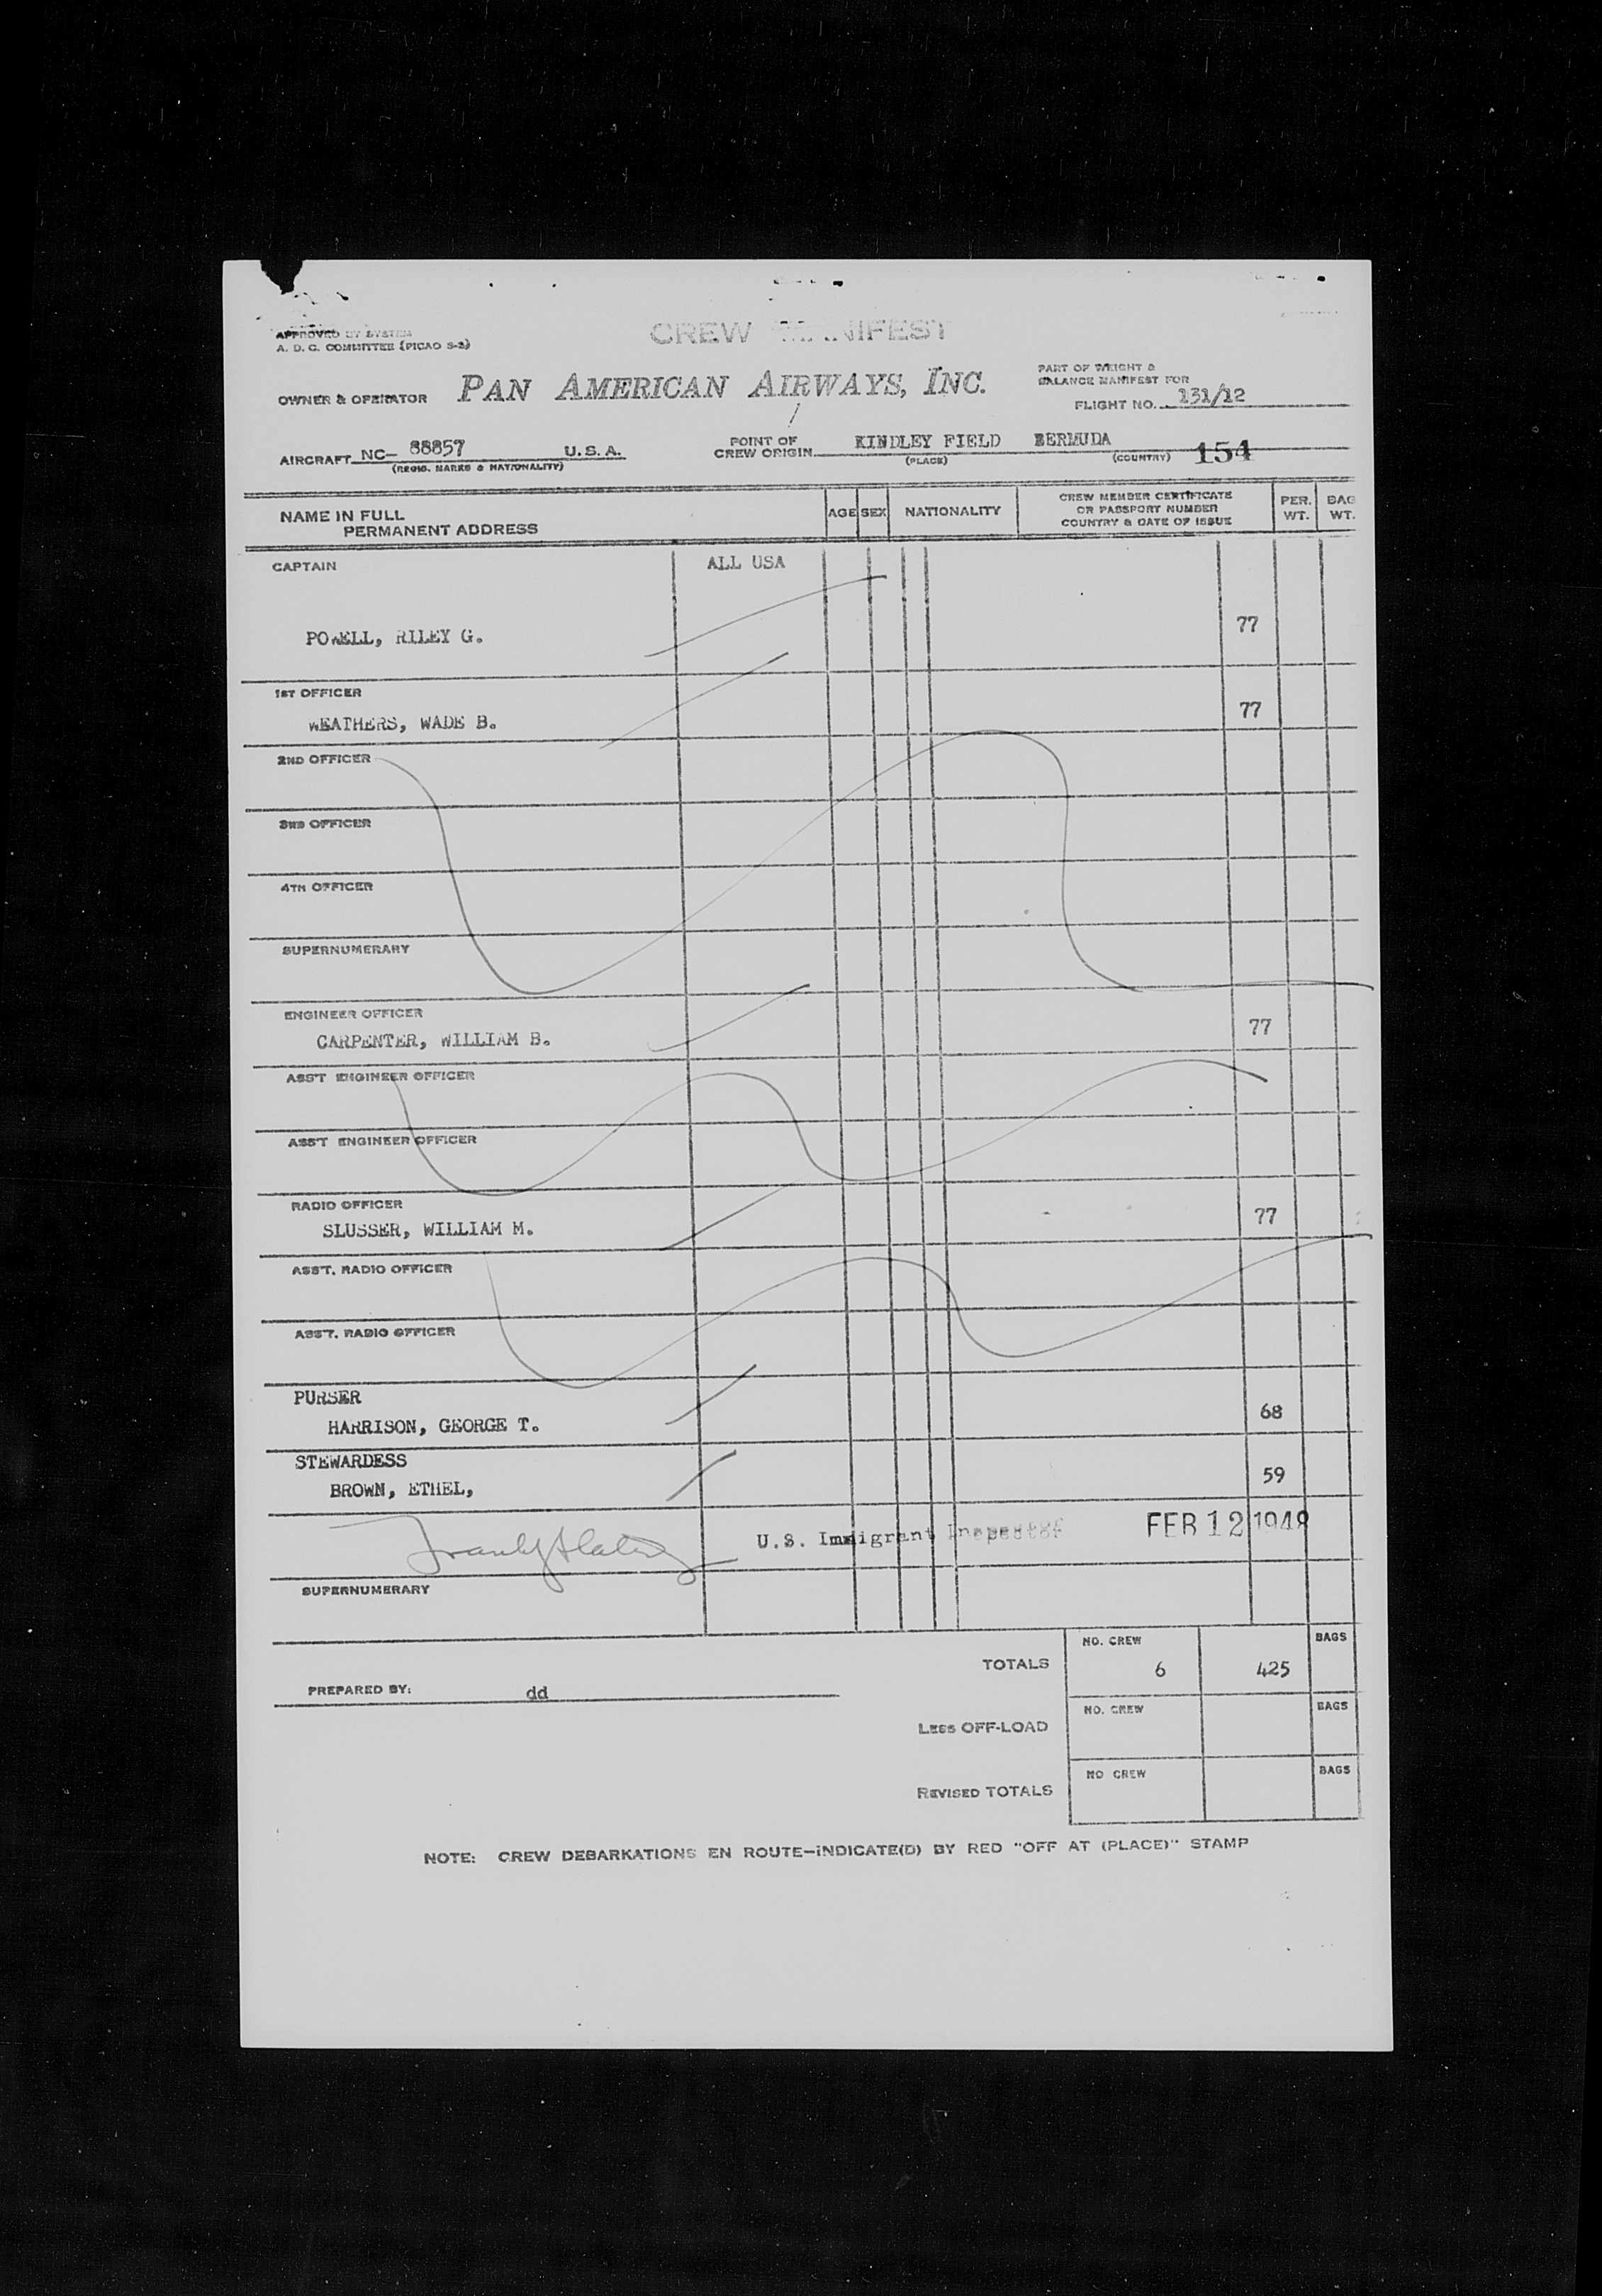 APPROVED BY SYSTEM
A. D. C. COMMITTEE (PICAO S-2)
CREW MANIFEST
OWNER & OPERATOR PAN AMERICAN AIRWAYS, INC.
PART OF WEIGHT &
BALANCE MANIFEST FOR
FLIGHT NO. 131/12
AIRCRAFT NC- 88857 U. S. A.
(REGIS. MARKS & NATIONALITY)
POINT OF
CREW ORIGIN KINDLEY FIELD BERMUDA 154
(PLACE) (COUNTRY)
NAME IN FULL
PERMANENT ADDRESS
AGE SEX NATIONALITY
CREW MEMBER CERTIFICATE
OR PASSPORT NUMBER
COUNTRY & DATE OF ISSUE
PER. WT.
BAG WT.
CAPTAIN ALL USA
POWELL, RILEY G. 77
1ST OFFICER
WEATHERS, WADE B. 77
2ND OFFICER
3RD OFFICER
4TH OFFICER
SUPERNUMERARY
ENGINEER OFFICER
CARPENTER, WILLIAM B. 77
ASS'T ENGINEER OFFICER
ASS'T ENGINEER OFFICER
RADIO OFFICER
SLUSSER, WILLIAM M. 77
ASS'T. RADIO OFFICER
ASS'T. RADIO OFFICER
PURSER
HARRISON, GEORGE T. 68
STEWARDESS
BROWN, ETHEL, 59
U.S. Immigrant Inspector FEB 12 1948
SUPERNUMERARY
TOTALS NO. CREW 6 425 BAGS
PREPARED BY: dd
LESS OFF-LOAD NO. CREW BAGS
REVISED TOTALS NO CREW BAGS
NOTE: CREW DEBARKATIONS EN ROUTE-INDICATE(D) BY RED "OFF AT (PLACE)" STAMP